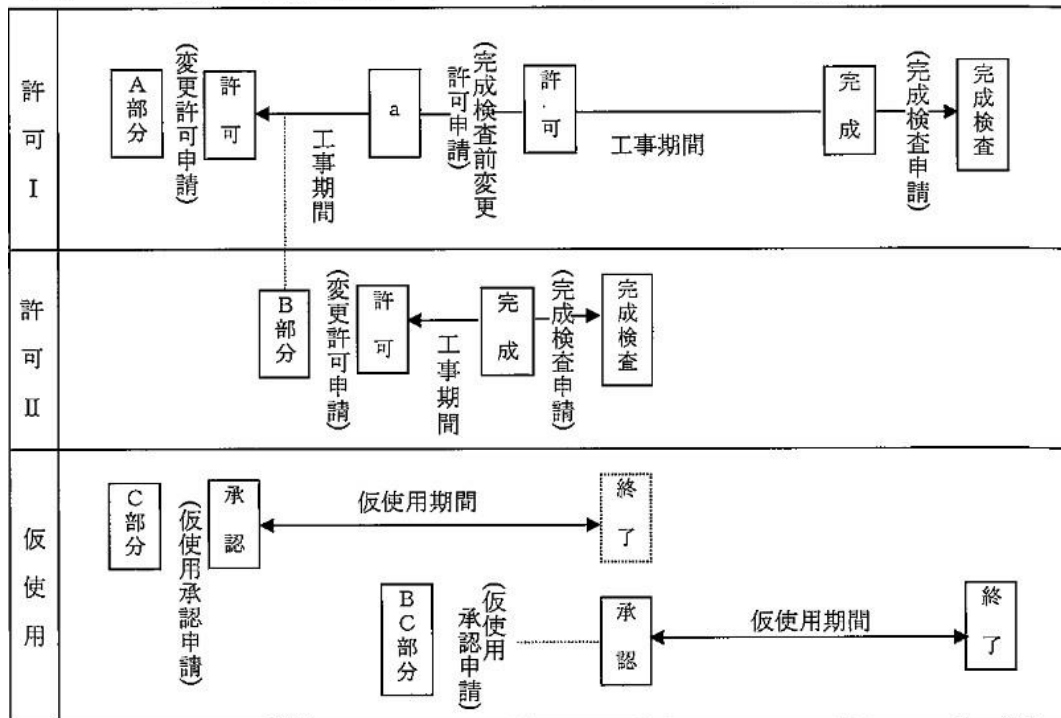 許可Ⅰ
A部分
(変更許可申請)
許可
工事期間
a
(完成検査前変更
許可申請)
許可
工事期間
完成
(完成検査申請)
完成検査
許可Ⅱ
B部分
(変更許可申請)
許可
工事期間
完成
(完成検査申請)
完成検査
仮使用
C部分
(仮使用承認申請)
承認
仮使用期間
終了
BC部分
(仮使用
承認申請)
承認
仮使用期間
終了